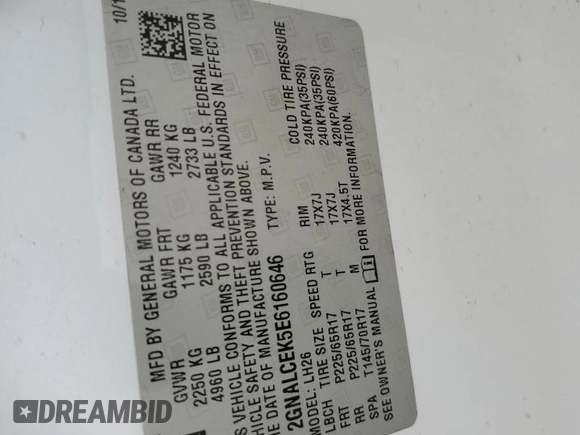 10/1
MFD BY GENERAL MOTORS OF CANADA LTD.
GVWR GAWR FRT GAWR RR
2250 KG 1175 KG 1240 KG
4960 LB 2590 LB 2733 LB
S VEHICLE CONFORMS TO ALL APPLICABLE U.S. FEDERAL MOTOR
HICLE SAFETY AND THEFT PREVENTION STANDARDS IN EFFECT ON
HE DATE OF MANUFACTURE SHOWN ABOVE.
2GNALCEK5E6160646 TYPE: M.P.V.
MODEL: LH26
LBCH TIRE SIZE SPEED RTG RIM COLD TIRE PRESSURE
FRT P225/65R17 T 17X7J 240KPA(35PSI)
RR P225/65R17 T 17X7J 240KPA(35PSI)
SPA T145/70R17 M 17X4.5T 420KPA(60PSI)
SEE OWNER'S MANUAL FOR MORE INFORMATION.
DREAMBID